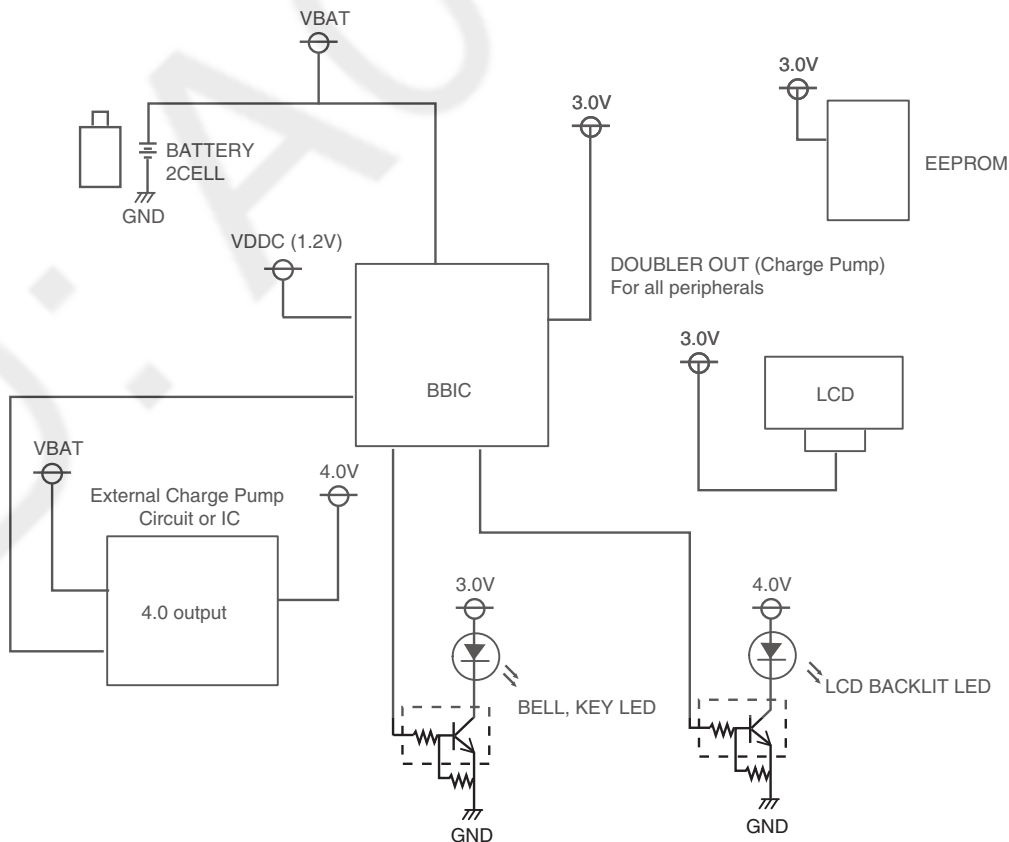 VBAT
3.0V
3.0V
BATTERY
2CELL
EEPROM
GND
VDDC (1.2V)
DOUBLER OUT (Charge Pump)
For all peripherals
3.0V
BBIC
LCD
VBAT
4.0V
External Charge Pump
Circuit or IC
4.0 output
3.0V
4.0V
BELL, KEY LED
LCD BACKLIT LED
GND
GND